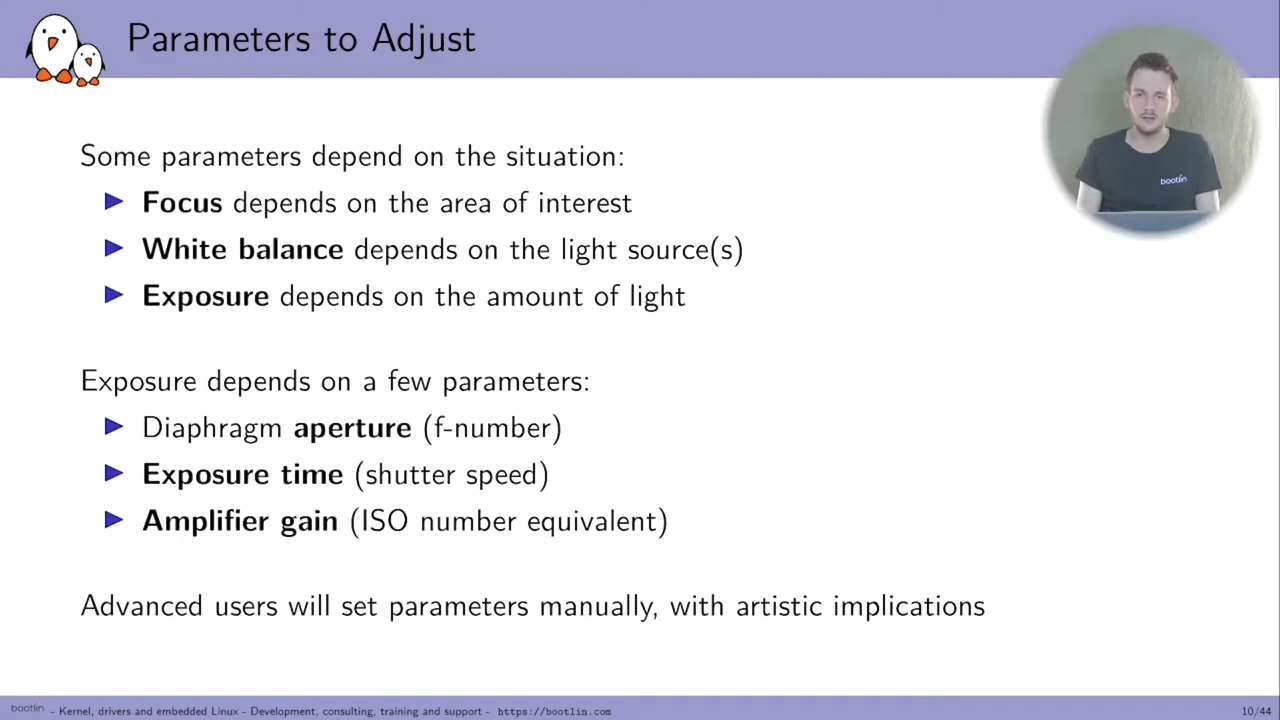 Parameters to Adjust
Some parameters depend on the situation:
Focus depends on the area of interest
White balance depends on the light source(s)
Exposure depends on the amount of light
Exposure depends on a few parameters:
Diaphragm aperture (f-number)
Exposure time (shutter speed)
Amplifier gain (ISO number equivalent)
Advanced users will set parameters manually, with artistic implications
bootlin
bootlin - Kernel, drivers and embedded Linux - Development, consulting, training and support - https://bootlin.com
10/44